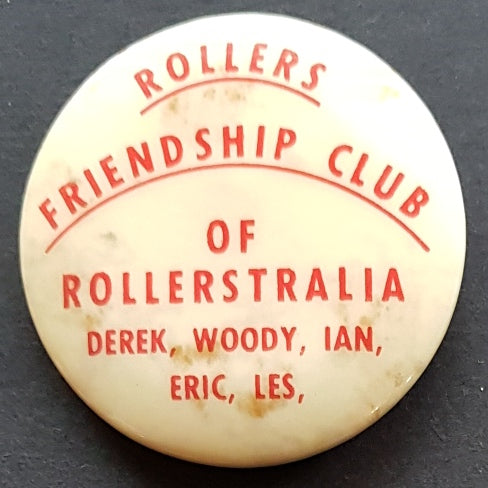 ROLLERS
FRIENDSHIP CLUB
OF
ROLLERSTRALIA
DEREK, WOODY, IAN,
ERIC, LES,